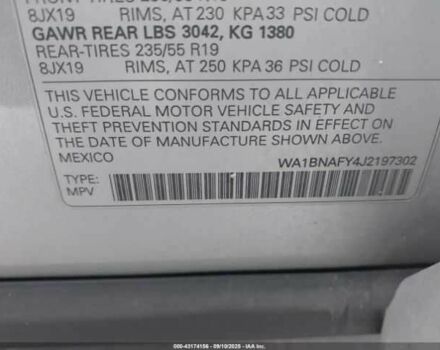 8JX19 RIMS, AT 230 KPA 33 PSI COLD
GAWR REAR LBS 3042, KG 1380
REAR-TIRES 235/55 R19
8JX19 RIMS, AT 250 KPA 36 PSI COLD
THIS VEHICLE CONFORMS TO ALL APPLICABLE
U.S. FEDERAL MOTOR VEHICLE SAFETY AND
THEFT PREVENTION STANDARDS IN EFFECT ON
THE DATE OF MANUFACTURE SHOWN ABOVE.
MEXICO WA1BNAFY4J2197302
TYPE:
MPV
000-43174156 - 09/10/2025 - IAA Inc.